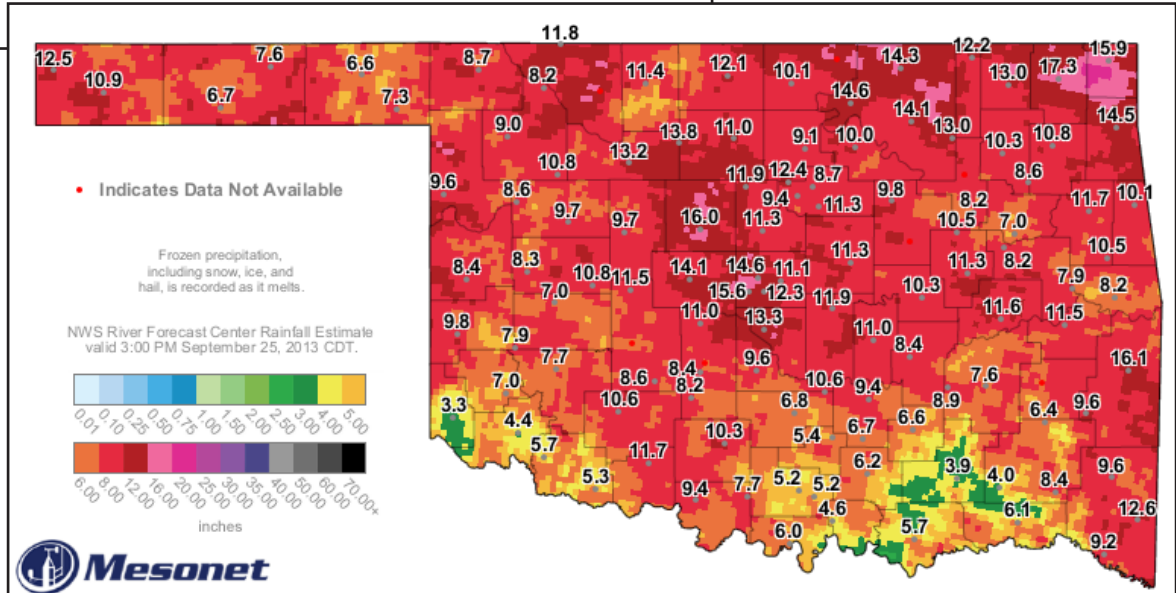 11.8
12.5 7.6 6.6 8.7 12.1 14.3 12.2 15.9
10.9 8.2 11.4 10.1 13.0 17.3
6.7 7.3 14.6
9.0 13.8 11.0 14.1 13.0 14.5
13.2 9.1 10.0 10.3 10.8
10.8 11.9 12.4 8.7 8.6
9.6 8.6 9.4 9.8 8.2 11.7 10.1
• Indicates Data Not Available
9.7 9.7 16.0 11.3 11.3 10.5 7.0
Frozen precipitation,
including snow, ice, and
hail, is recorded as it melts.
11.3 10.5
8.4 8.3 10.8 11.5 14.1 14.6 11.1 11.3 8.2
7.0 15.6 12.3 11.9 10.3 7.9 8.2
9.8 11.0 13.3 11.6 11.5
NWS River Forecast Center Rainfall Estimate
valid 3:00 PM September 25, 2013 CDT.
7.9 11.0 8.4
7.7 9.6 16.1
7.0 8.6 8.4 8.2 10.6 9.4 7.6
3.3 10.6 6.8 8.9 6.4 9.6
4.4 10.3 5.4 6.7 6.6
5.7 11.7 6.2 3.9 9.6
5.3 9.4 7.7 5.2 5.2 4.0 8.4
4.6 6.1 12.6
6.0 5.7 9.2
0.01 0.10 0.25 0.50 0.75 1.00 1.50 2.00 2.50 3.00 4.00 5.00
6.00 8.00 12.00 16.00 20.00 25.00 30.00 35.00 40.00 50.00 60.00 70.00+
inches
Mesonet